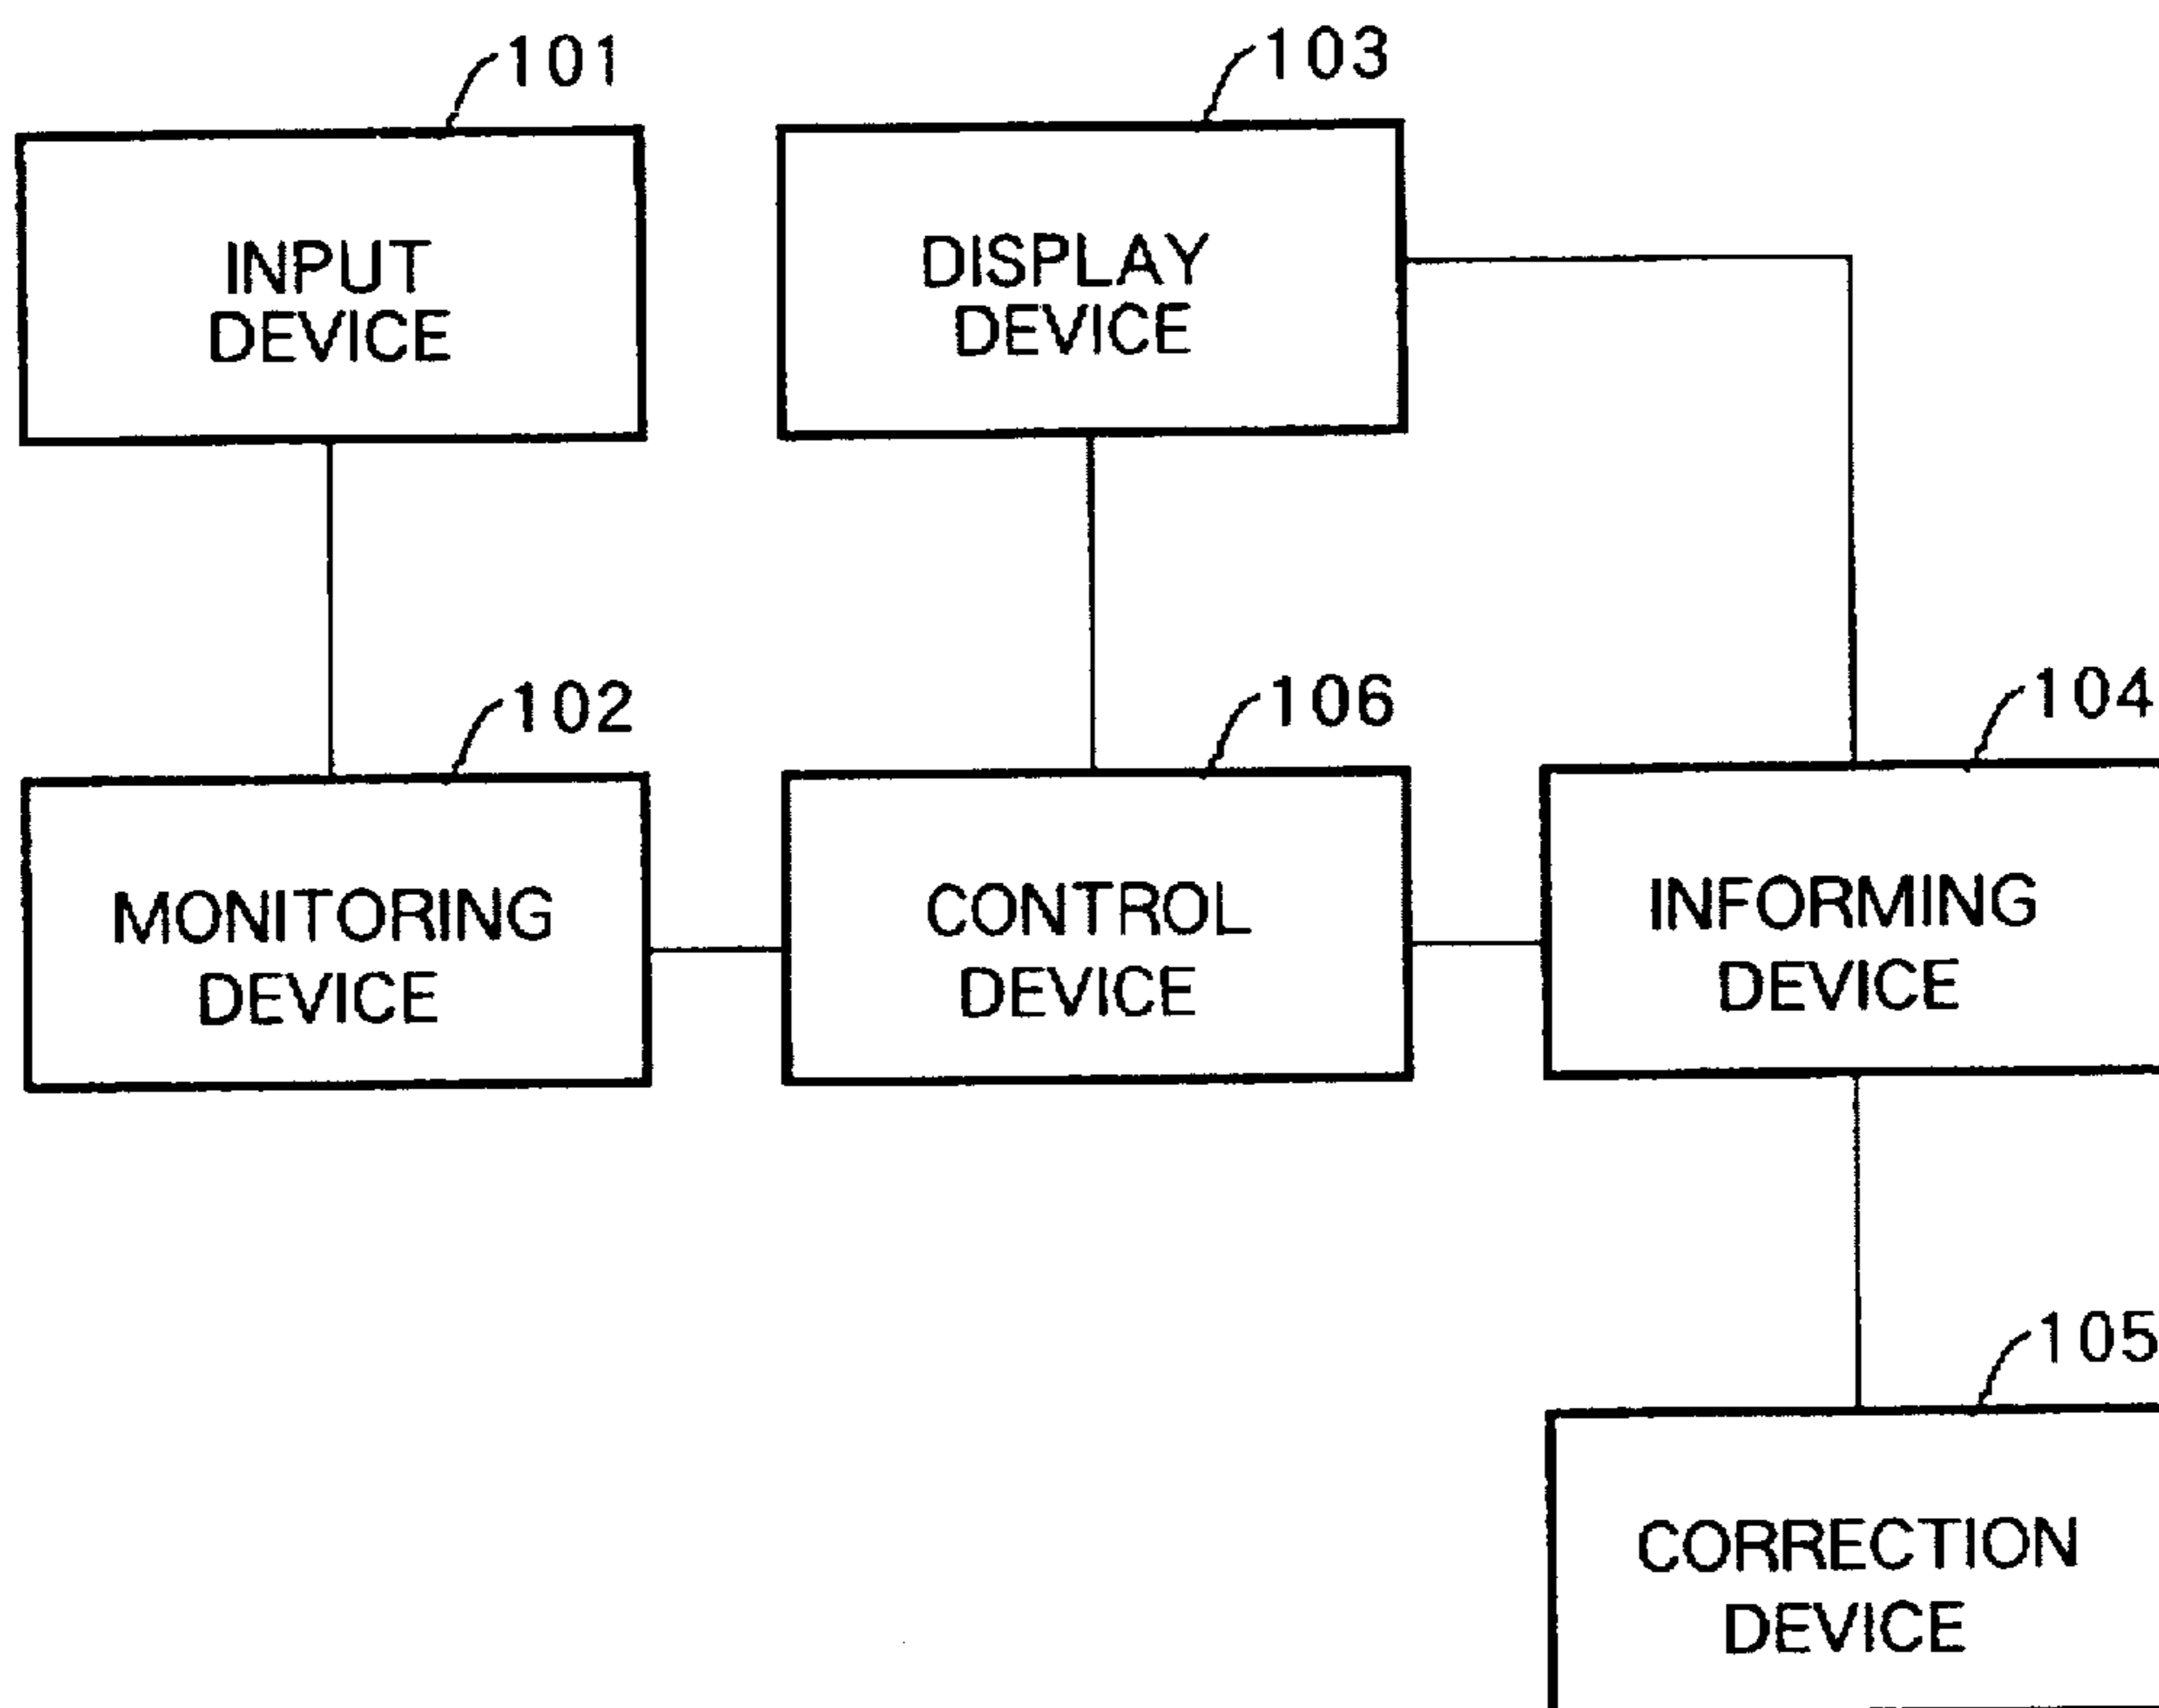 101
INPUT
DEVICE
103
DISPLAY
DEVICE
102
MONITORING
DEVICE
106
CONTROL
DEVICE
104
INFORMING
DEVICE
105
CORRECTION
DEVICE